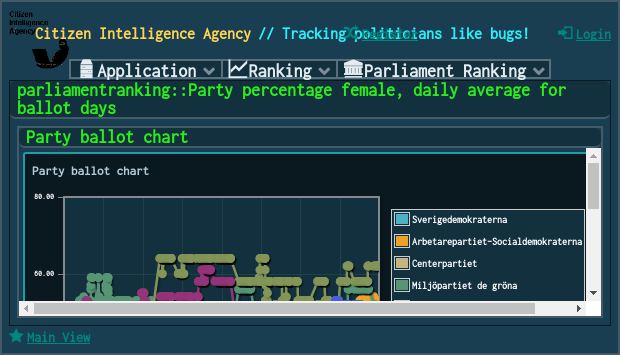 Citizen
Intelligence
Agency
Citizen Intelligence Agency // Tracking politicians like bugs!
Register
Login
Application
Ranking
Parliament Ranking
parliamentranking::Party percentage female, daily average for
ballot days
Party ballot chart
Party ballot chart
80.00
60.00
Sverigedemokraterna
Arbetarepartiet-Socialdemokraterna
Centerpartiet
Miljöpartiet de gröna
Main View